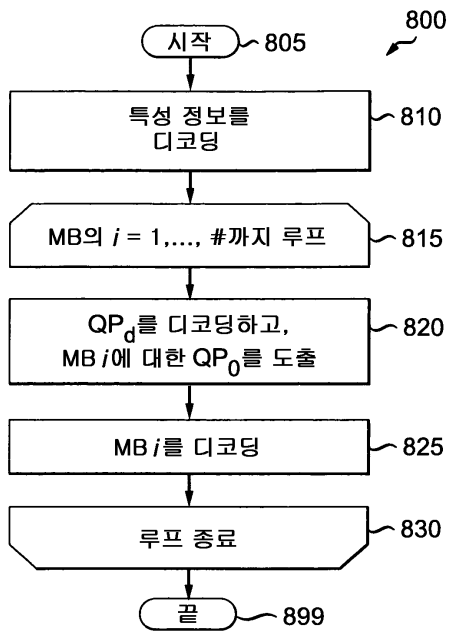 800
시작 805
특성 정보를
디코딩 810
MB의 i = 1,..., #까지 루프 815
QPd를 디코딩하고,
MB i에 대한 QP0를 도출 820
MB i를 디코딩 825
루프 종료 830
끝 899